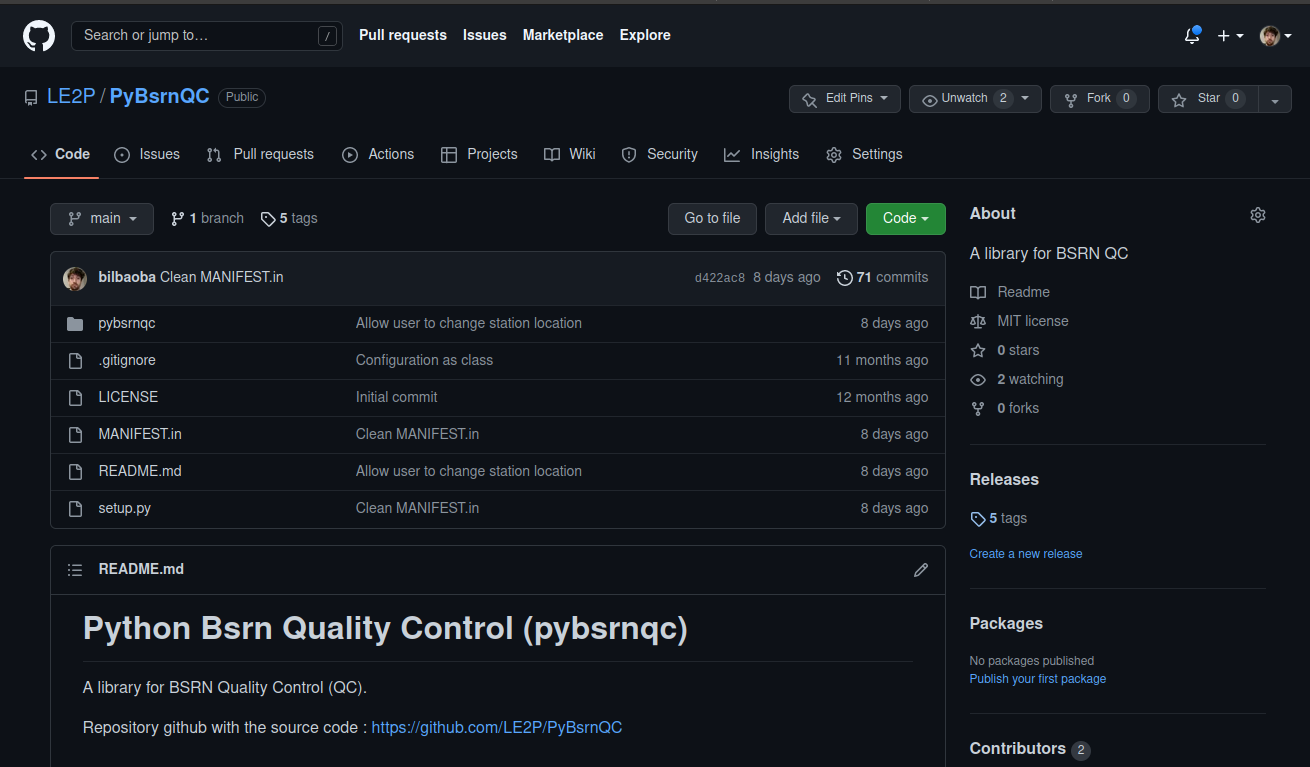 Search or jump to… /
Pull requests Issues Marketplace Explore
LE2P / PyBsrnQC Public
Edit Pins Unwatch 2 Fork 0 Star 0
Code Issues Pull requests Actions Projects Wiki Security Insights Settings
main 1 branch 5 tags Go to file Add file Code
bilbaoba Clean MANIFEST.in d422ac8 8 days ago 71 commits
pybsrnqc Allow user to change station location 8 days ago
.gitignore Configuration as class 11 months ago
LICENSE Initial commit 12 months ago
MANIFEST.in Clean MANIFEST.in 8 days ago
README.md Allow user to change station location 8 days ago
setup.py Clean MANIFEST.in 8 days ago
README.md
Python Bsrn Quality Control (pybsrnqc)
A library for BSRN Quality Control (QC).
Repository github with the source code : https://github.com/LE2P/PyBsrnQC
About
A library for BSRN QC
Readme
MIT license
0 stars
2 watching
0 forks
Releases
5 tags
Create a new release
Packages
No packages published
Publish your first package
Contributors 2